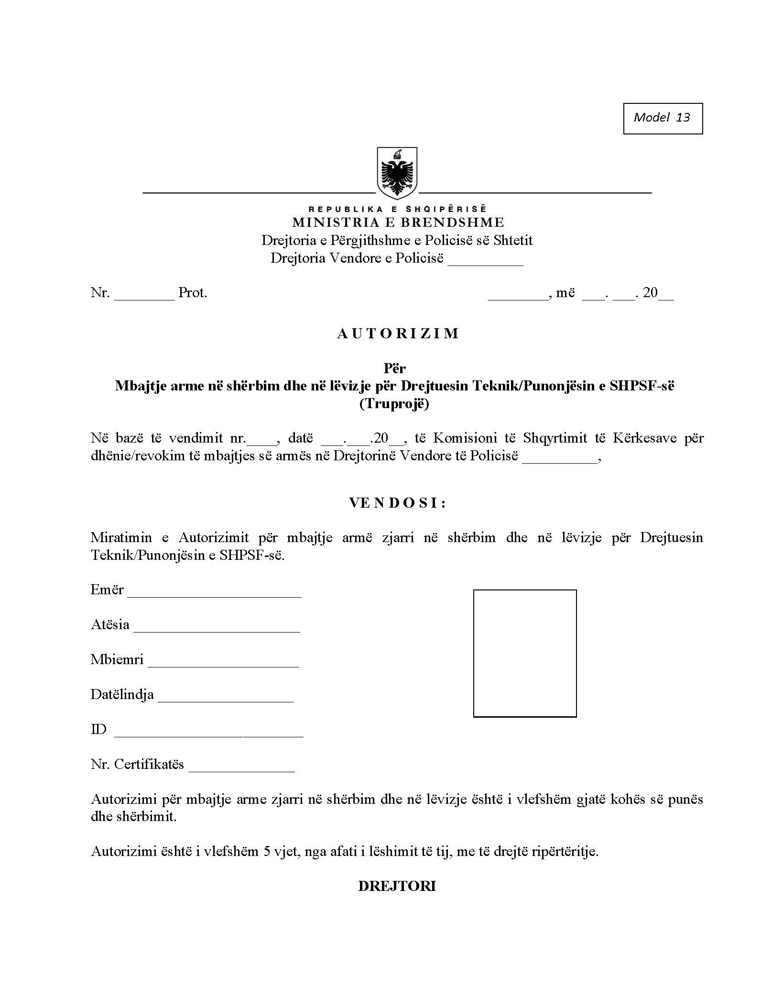 Model 13
REPUBLIKA E SHQIPËRISË
MINISTRIA E BRENDSHME
Drejtoria e Përgjithshme e Policisë së Shtetit
Drejtoria Vendore e Policisë __________
Nr. ________ Prot. ________, më ___. ___. 20__
A U T O R I Z I M
Për
Mbajtje arme në shërbim dhe në lëvizje për Drejtuesin Teknik/Punonjësin e SHPSF-së
(Truprojë)
Në bazë të vendimit nr.____, datë ___.___.20__, të Komisioni të Shqyrtimit të Kërkesave për
dhënie/revokim të mbajtjes së armës në Drejtorinë Vendore të Policisë __________,
VE N D O S I :
Miratimin e Autorizimit për mbajtje armë zjarri në shërbim dhe në lëvizje për Drejtuesin
Teknik/Punonjësin e SHPSF-së.
Emër _______________________
Atësia ______________________
Mbiemri ____________________
Datëlindja __________________
ID _________________________
Nr. Certifikatës ______________
Autorizimi për mbajtje arme zjarri në shërbim dhe në lëvizje është i vlefshëm gjatë kohës së punës
dhe shërbimit.
Autorizimi është i vlefshëm 5 vjet, nga afati i lëshimit të tij, me të drejtë ripërtëritje.
DREJTORI